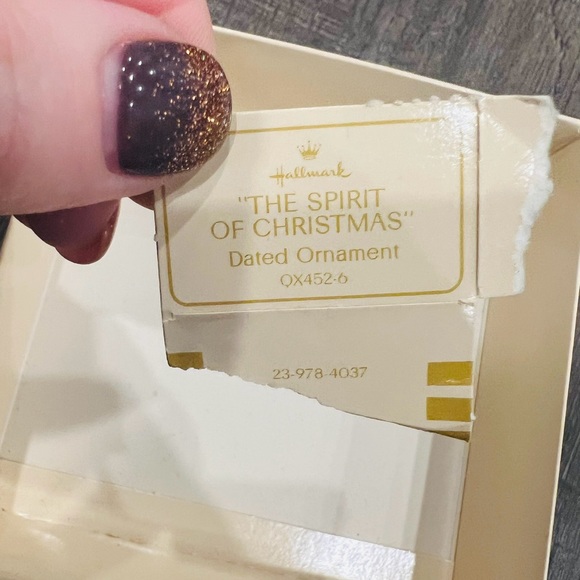 Hallmark
"THE SPIRIT
OF CHRISTMAS"
Dated Ornament
QX452-6
23-978-4037